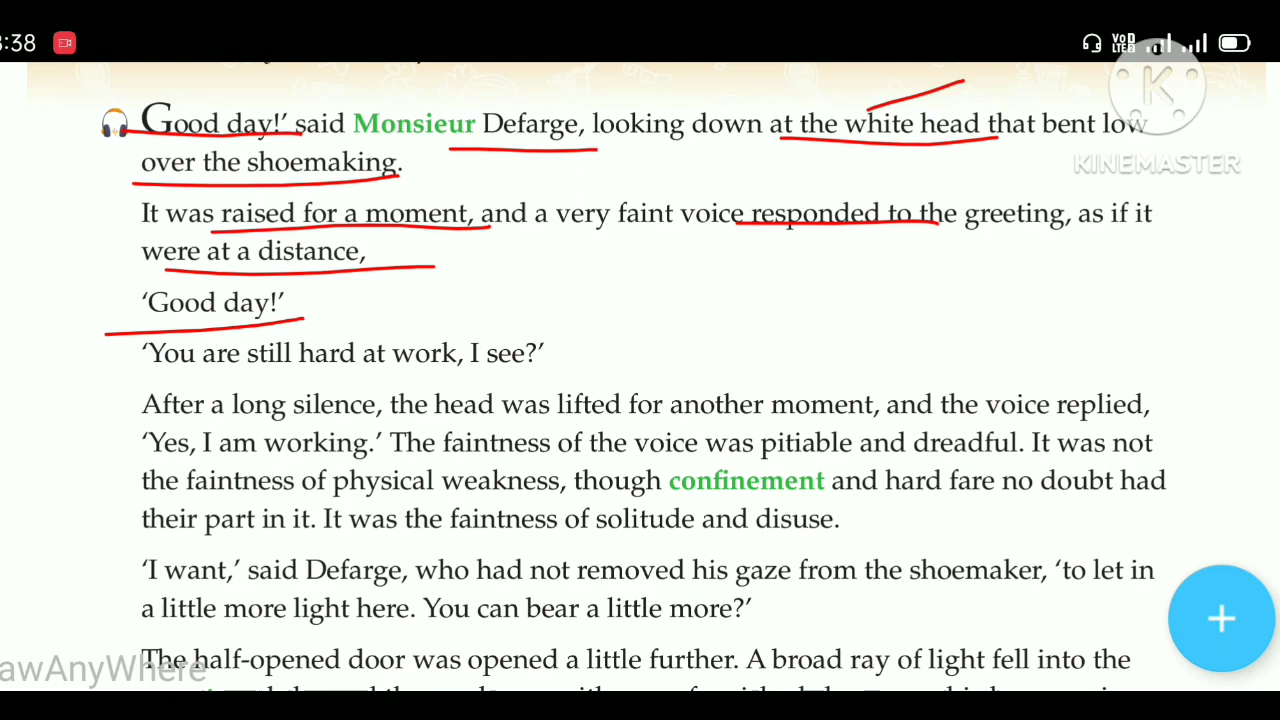 :38
VoD
LTE2
K
KINEMASTER
Good day!’ said Monsieur Defarge, looking down at the white head that bent low
over the shoemaking.
It was raised for a moment, and a very faint voice responded to the greeting, as if it
were at a distance,
‘Good day!’
‘You are still hard at work, I see?’
After a long silence, the head was lifted for another moment, and the voice replied,
‘Yes, I am working.’ The faintness of the voice was pitiable and dreadful. It was not
the faintness of physical weakness, though confinement and hard fare no doubt had
their part in it. It was the faintness of solitude and disuse.
‘I want,’ said Defarge, who had not removed his gaze from the shoemaker, ‘to let in
a little more light here. You can bear a little more?’
The half-opened door was opened a little further. A broad ray of light fell into the
awAnyWhere